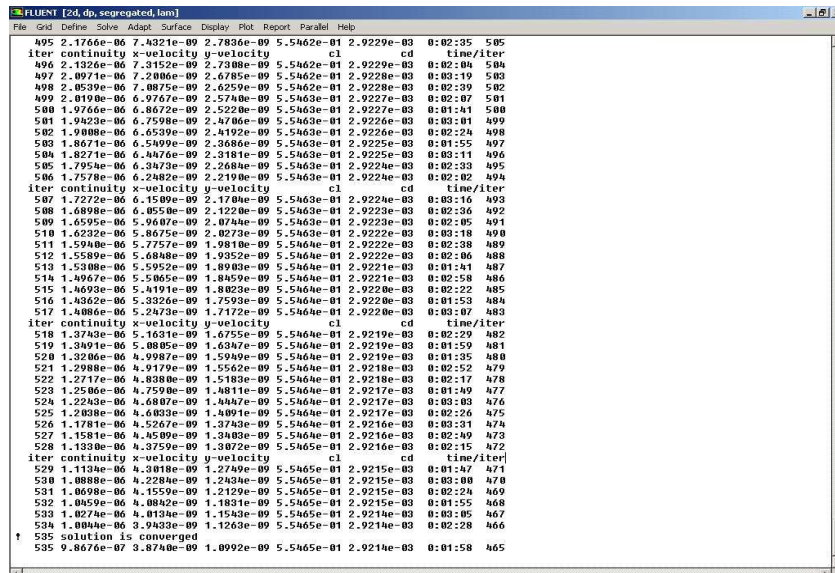 FLUENT [2d, dp, segregated, lam]
File Grid Define Solve Adapt Surface Display Plot Report Parallel Help
495 2.1766e-06 7.4321e-09 2.7836e-09 5.5462e-01 2.9229e-03 0:02:35 505
iter continuity x-velocity y-velocity cl cd time/iter
496 2.1326e-06 7.3152e-09 2.7308e-09 5.5462e-01 2.9229e-03 0:02:04 504
497 2.0971e-06 7.2006e-09 2.6785e-09 5.5462e-01 2.9228e-03 0:03:19 503
498 2.0539e-06 7.0875e-09 2.6259e-09 5.5462e-01 2.9228e-03 0:02:39 502
499 2.0190e-06 6.9767e-09 2.5740e-09 5.5463e-01 2.9227e-03 0:02:07 501
500 1.9766e-06 6.8672e-09 2.5220e-09 5.5463e-01 2.9227e-03 0:01:41 500
501 1.9423e-06 6.7598e-09 2.4706e-09 5.5463e-01 2.9226e-03 0:03:01 499
502 1.9008e-06 6.6539e-09 2.4192e-09 5.5463e-01 2.9226e-03 0:02:24 498
503 1.8671e-06 6.5499e-09 2.3686e-09 5.5463e-01 2.9225e-03 0:01:55 497
504 1.8271e-06 6.4476e-09 2.3181e-09 5.5463e-01 2.9225e-03 0:03:11 496
505 1.7954e-06 6.3473e-09 2.2684e-09 5.5463e-01 2.9224e-03 0:02:33 495
506 1.7578e-06 6.2482e-09 2.2190e-09 5.5463e-01 2.9224e-03 0:02:02 494
iter continuity x-velocity y-velocity cl cd time/iter
507 1.7272e-06 6.1509e-09 2.1704e-09 5.5463e-01 2.9224e-03 0:03:16 493
508 1.6898e-06 6.0550e-09 2.1220e-09 5.5463e-01 2.9223e-03 0:02:36 492
509 1.6595e-06 5.9607e-09 2.0744e-09 5.5463e-01 2.9223e-03 0:02:05 491
510 1.6232e-06 5.8675e-09 2.0273e-09 5.5463e-01 2.9222e-03 0:03:18 490
511 1.5940e-06 5.7757e-09 1.9810e-09 5.5464e-01 2.9222e-03 0:02:38 489
512 1.5589e-06 5.6848e-09 1.9352e-09 5.5464e-01 2.9222e-03 0:02:06 488
513 1.5308e-06 5.5952e-09 1.8903e-09 5.5464e-01 2.9221e-03 0:01:41 487
514 1.4967e-06 5.5065e-09 1.8459e-09 5.5464e-01 2.9221e-03 0:02:58 486
515 1.4693e-06 5.4191e-09 1.8023e-09 5.5464e-01 2.9220e-03 0:02:22 485
516 1.4362e-06 5.3326e-09 1.7593e-09 5.5464e-01 2.9220e-03 0:01:53 484
517 1.4086e-06 5.2473e-09 1.7172e-09 5.5464e-01 2.9220e-03 0:03:07 483
iter continuity x-velocity y-velocity cl cd time/iter
518 1.3743e-06 5.1631e-09 1.6755e-09 5.5464e-01 2.9219e-03 0:02:29 482
519 1.3491e-06 5.0805e-09 1.6347e-09 5.5464e-01 2.9219e-03 0:01:59 481
520 1.3206e-06 4.9987e-09 1.5949e-09 5.5464e-01 2.9219e-03 0:01:35 480
521 1.2988e-06 4.9179e-09 1.5562e-09 5.5464e-01 2.9218e-03 0:02:52 479
522 1.2717e-06 4.8380e-09 1.5183e-09 5.5464e-01 2.9218e-03 0:02:17 478
523 1.2506e-06 4.7590e-09 1.4811e-09 5.5464e-01 2.9217e-03 0:01:49 477
524 1.2243e-06 4.6807e-09 1.4447e-09 5.5464e-01 2.9217e-03 0:03:03 476
525 1.2038e-06 4.6033e-09 1.4091e-09 5.5464e-01 2.9217e-03 0:02:26 475
526 1.1781e-06 4.5267e-09 1.3743e-09 5.5464e-01 2.9216e-03 0:03:31 474
527 1.1581e-06 4.4509e-09 1.3403e-09 5.5464e-01 2.9216e-03 0:02:49 473
528 1.1330e-06 4.3759e-09 1.3072e-09 5.5465e-01 2.9216e-03 0:02:15 472
iter continuity x-velocity y-velocity cl cd time/iter
529 1.1134e-06 4.3018e-09 1.2749e-09 5.5465e-01 2.9215e-03 0:01:47 471
530 1.0888e-06 4.2284e-09 1.2434e-09 5.5465e-01 2.9215e-03 0:03:00 470
531 1.0698e-06 4.1559e-09 1.2129e-09 5.5465e-01 2.9215e-03 0:02:24 469
532 1.0459e-06 4.0842e-09 1.1831e-09 5.5465e-01 2.9215e-03 0:01:55 468
533 1.0274e-06 4.0134e-09 1.1543e-09 5.5465e-01 2.9214e-03 0:03:05 467
534 1.0044e-06 3.9433e-09 1.1263e-09 5.5465e-01 2.9214e-03 0:02:28 466
! 535 solution is converged
535 9.8676e-07 3.8740e-09 1.0992e-09 5.5465e-01 2.9214e-03 0:01:58 465